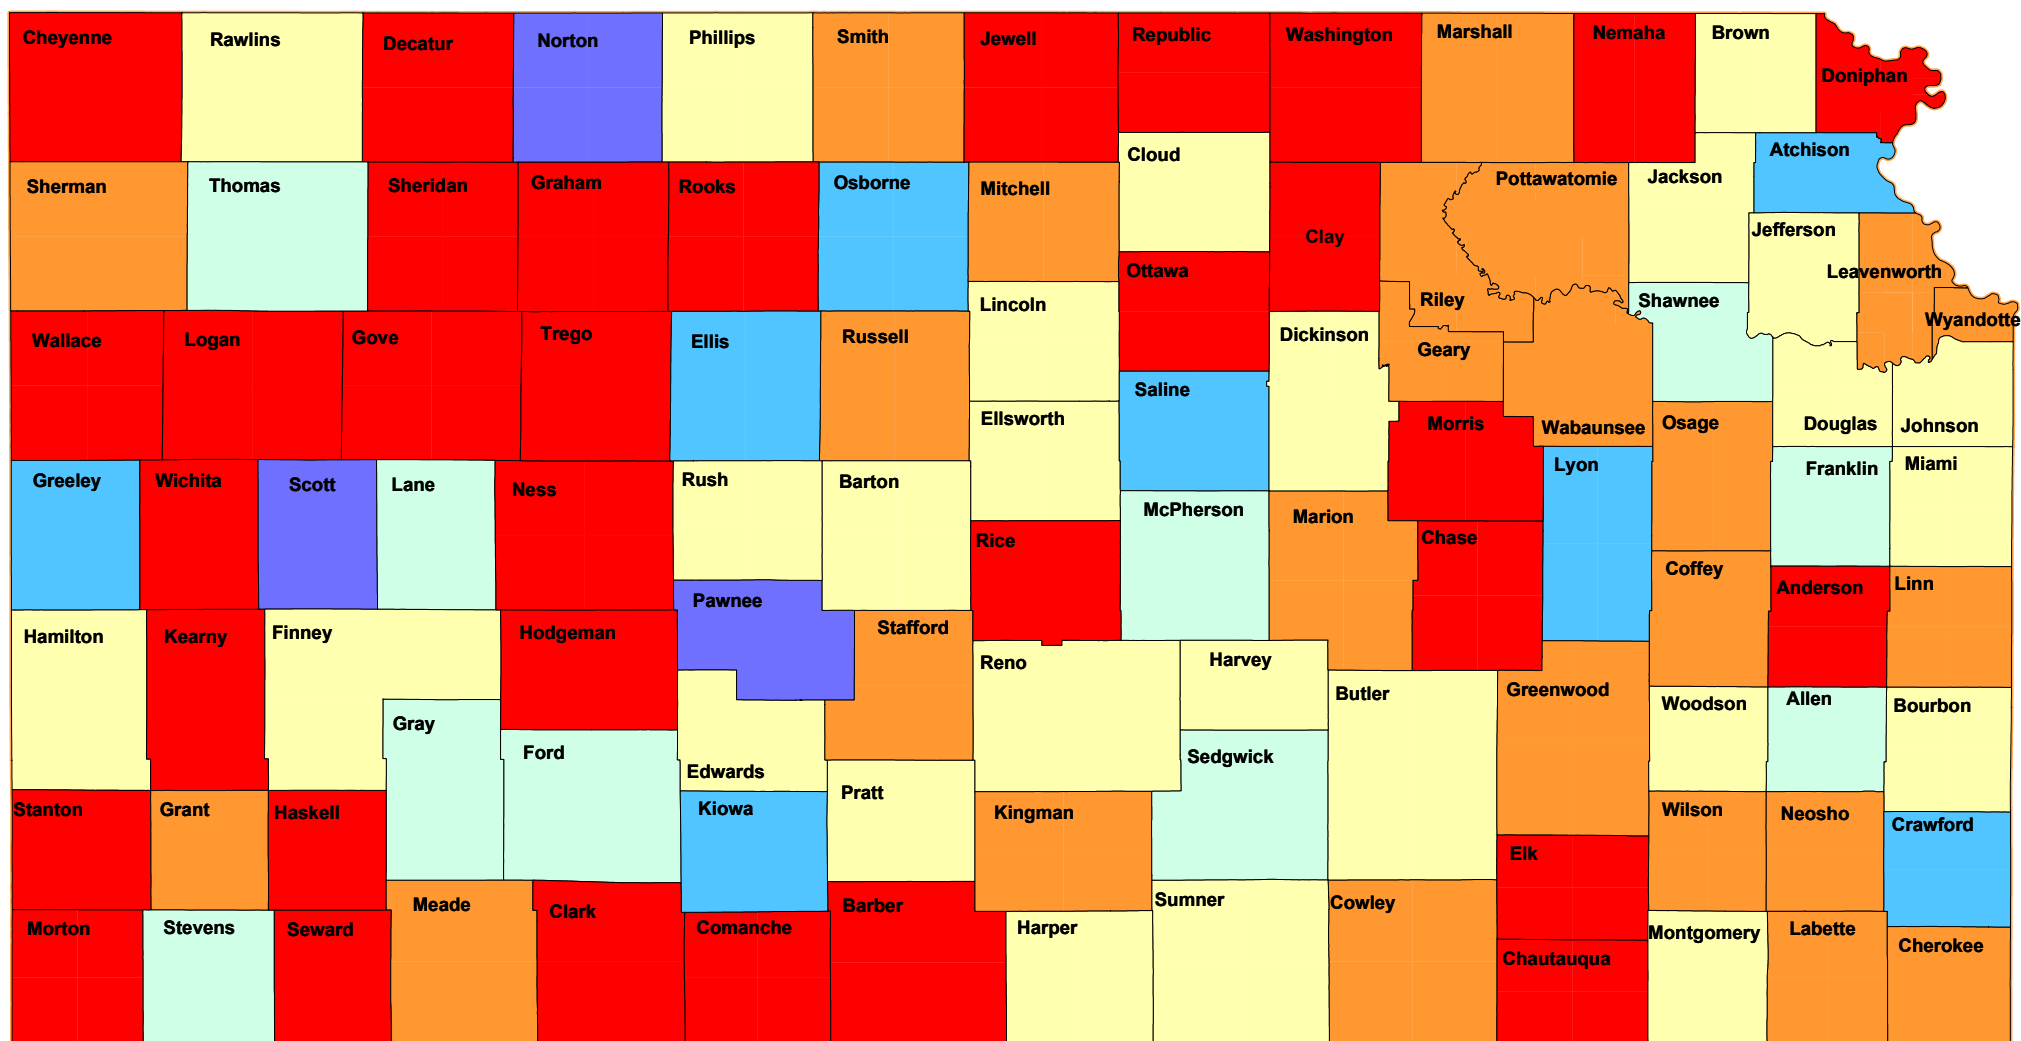 Cheyenne
Rawlins
Decatur
Norton
Phillips
Smith
Jewell
Republic
Washington
Marshall
Nemaha
Brown
Doniphan
Sherman
Thomas
Sheridan
Graham
Rooks
Osborne
Mitchell
Cloud
Clay
Pottawatomie
Jackson
Atchison
Ottawa
Jefferson
Leavenworth
Lincoln
Riley
Shawnee
Wyandotte
Wallace
Logan
Gove
Trego
Ellis
Russell
Dickinson
Geary
Saline
Ellsworth
Morris
Wabaunsee
Osage
Douglas
Johnson
Greeley
Wichita
Scott
Lane
Ness
Rush
Barton
Lyon
Franklin
Miami
McPherson
Marion
Rice
Chase
Coffey
Anderson
Linn
Pawnee
Hamilton
Kearny
Finney
Hodgeman
Stafford
Reno
Harvey
Butler
Greenwood
Woodson
Allen
Bourbon
Gray
Ford
Edwards
Sedgwick
Pratt
Kiowa
Stanton
Grant
Haskell
Kingman
Wilson
Neosho
Crawford
Elk
Meade
Clark
Barber
Sumner
Cowley
Morton
Stevens
Seward
Comanche
Harper
Montgomery
Labette
Cherokee
Chautauqua